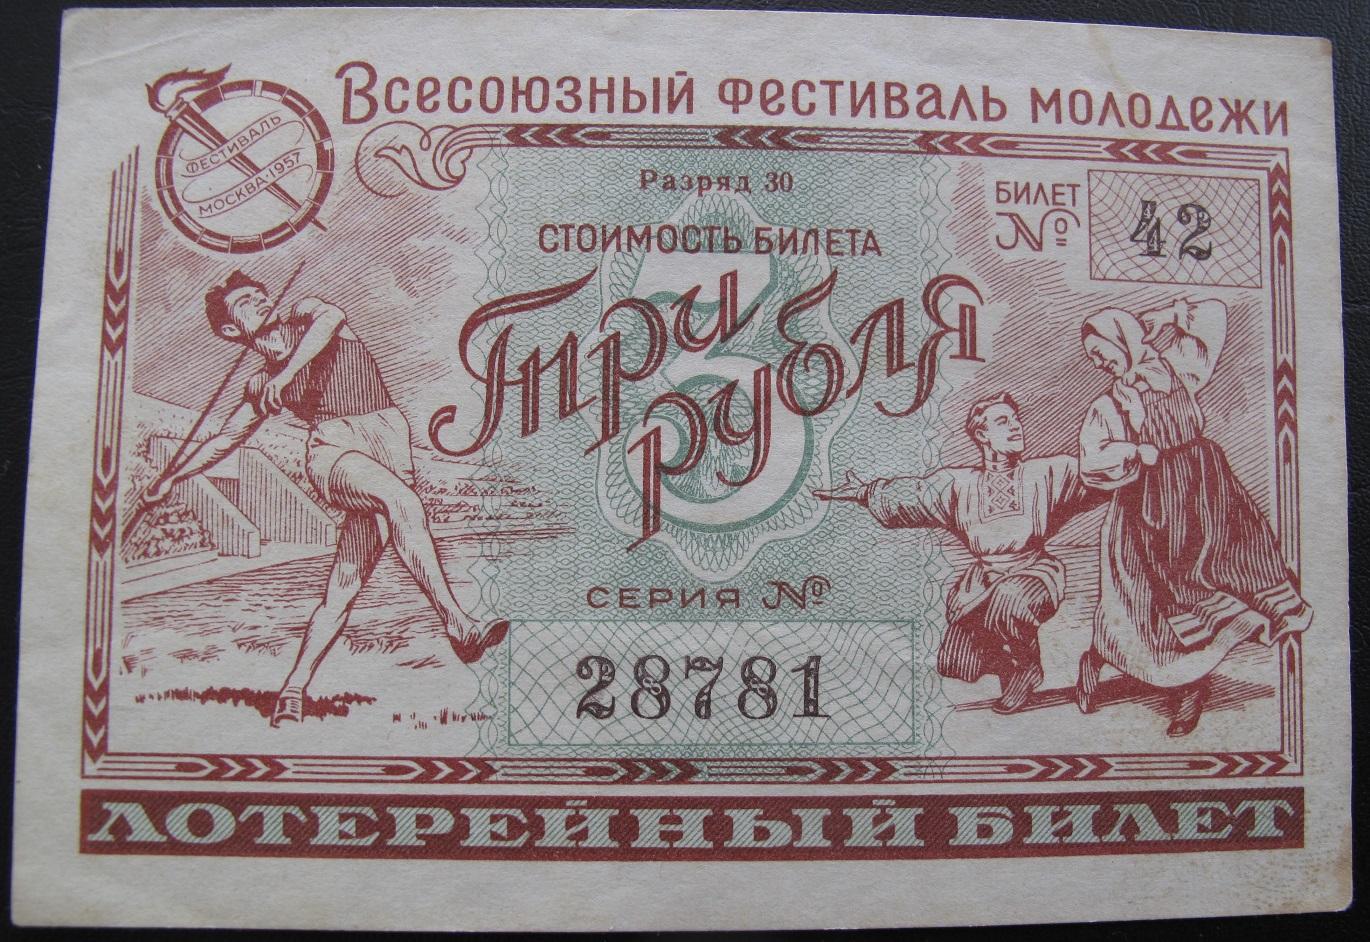 Всесоюзный фестиваль молодежи
ФЕСТИВАЛЬ
МОСКВА·1957
Разряд 30
БИЛЕТ
№
42
СТОИМОСТЬ БИЛЕТА
3
Три
рубля
СЕРИЯ №
28781
ЛОТЕРЕЙНЫЙ БИЛЕТ